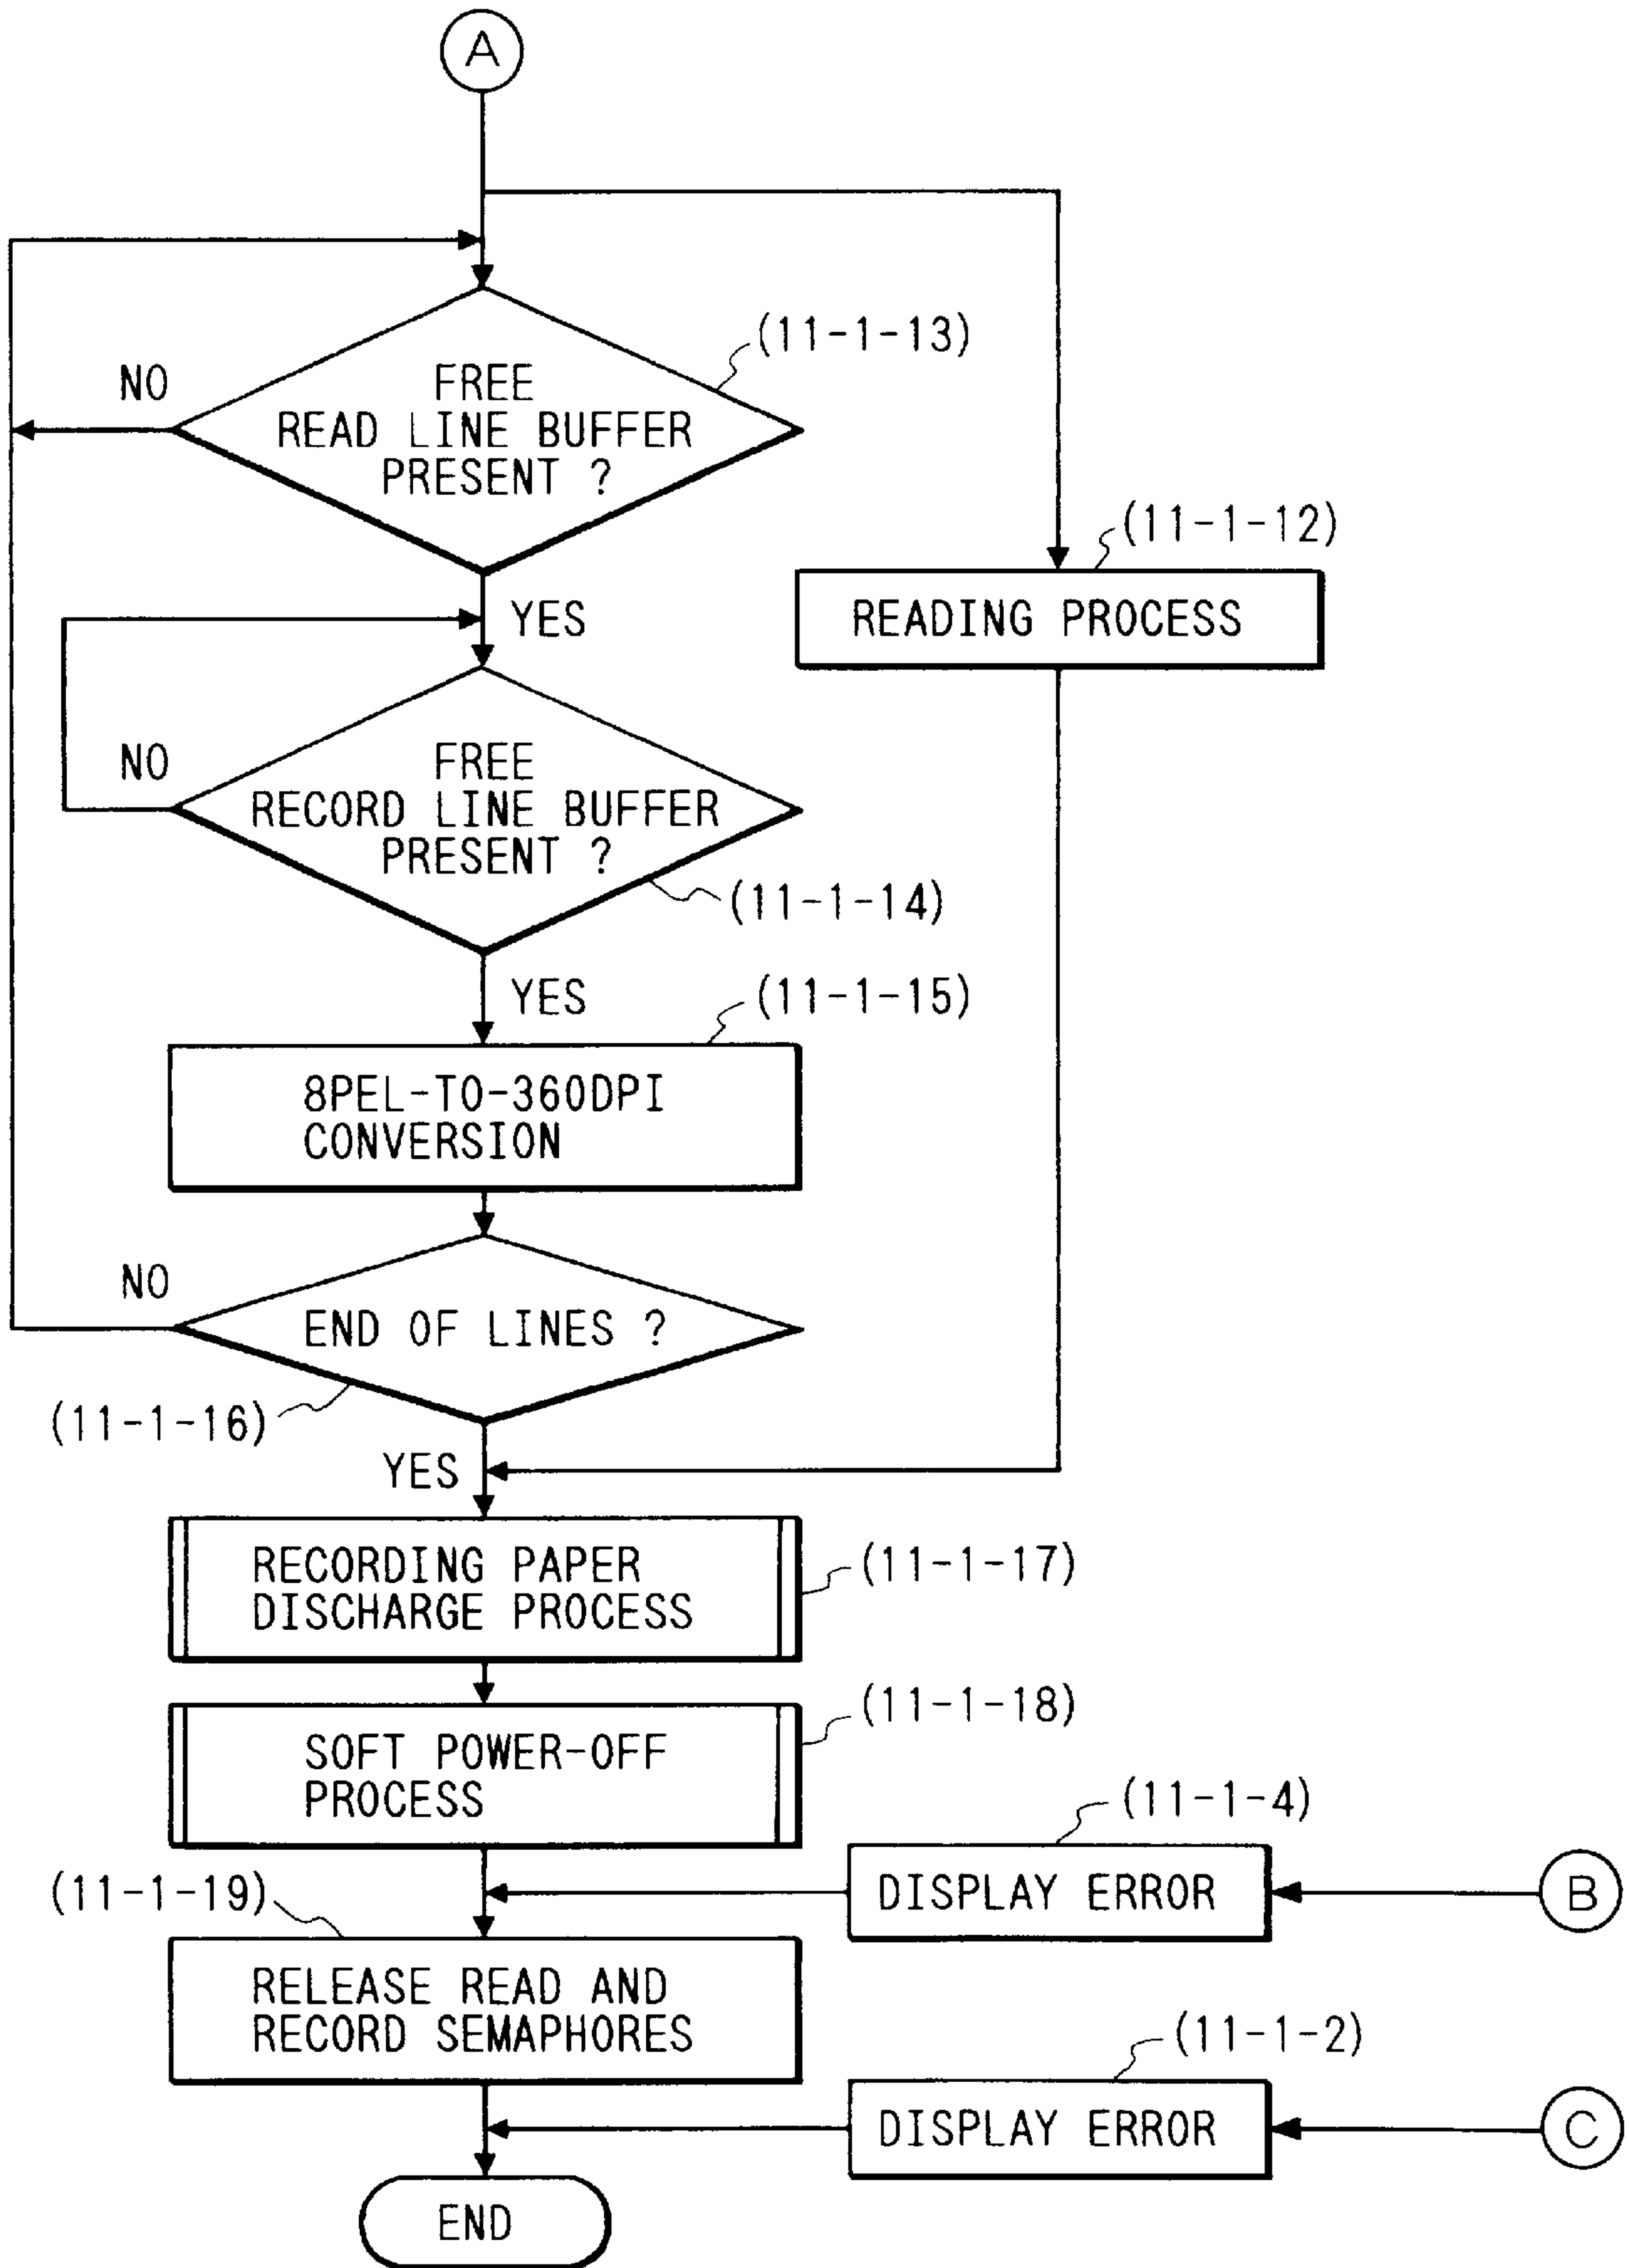 A
(11-1-13)
NO
FREE
READ LINE BUFFER
PRESENT ?
(11-1-12)
YES
READING PROCESS
NO
FREE
RECORD LINE BUFFER
PRESENT ?
(11-1-14)
YES
(11-1-15)
8PEL-TO-360DPI
CONVERSION
NO
END OF LINES ?
(11-1-16)
YES
RECORDING PAPER
DISCHARGE PROCESS
(11-1-17)
(11-1-18)
SOFT POWER-OFF
PROCESS
(11-1-4)
(11-1-19)
DISPLAY ERROR
B
RELEASE READ AND
RECORD SEMAPHORES
(11-1-2)
DISPLAY ERROR
C
END